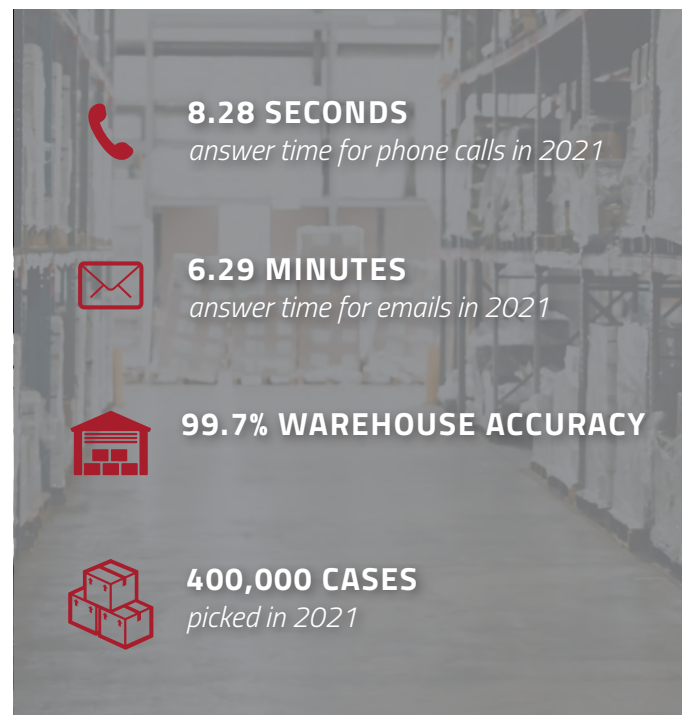 8.28 SECONDS
answer time for phone calls in 2021
6.29 MINUTES
answer time for emails in 2021
99.7% WAREHOUSE ACCURACY
400,000 CASES
picked in 2021